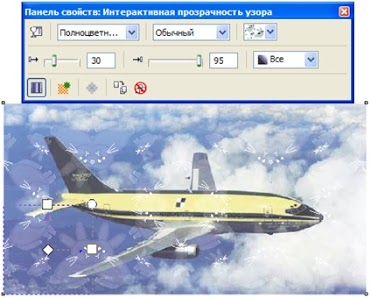 Панель свойств: Интерактивная прозрачность узора
Полноцветн... Обычный
30 95 Все